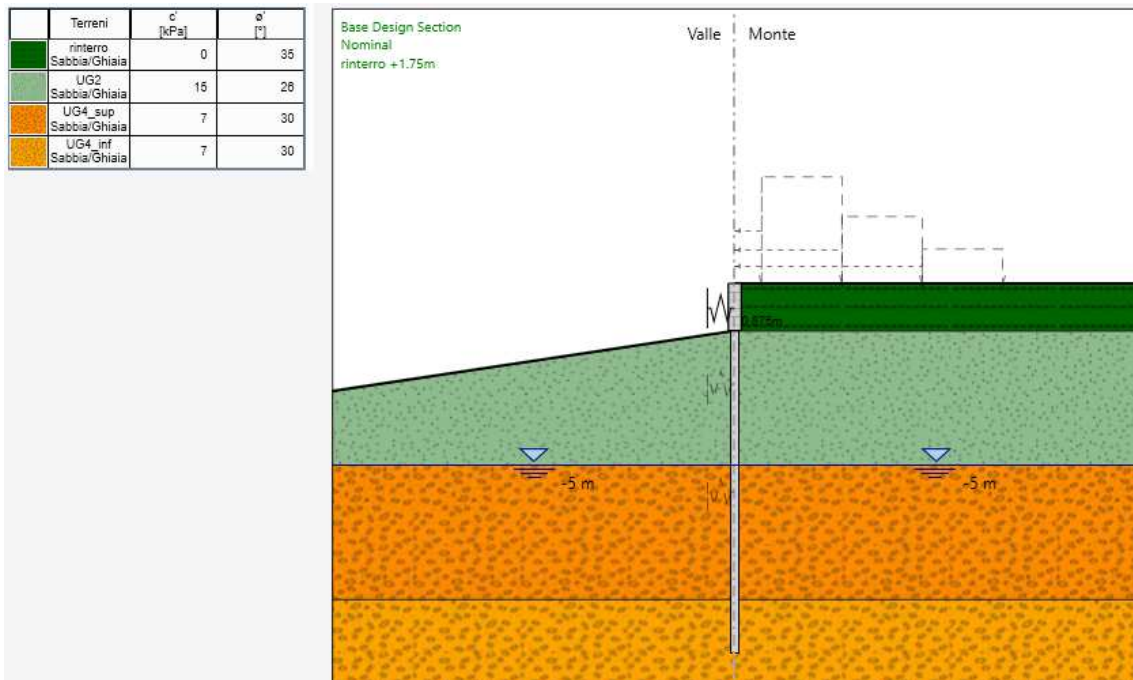 Terreni c' ø'
[kPa] [°]
rinterro
Sabbia/Ghiaia 0 35
UG2
Sabbia/Ghiaia 15 26
UG4_sup
Sabbia/Ghiaia 7 30
UG4_inf
Sabbia/Ghiaia 7 30
Base Design Section
Nominal
rinterro +1.75m
Valle Monte
0.875m
-5 m -5 m